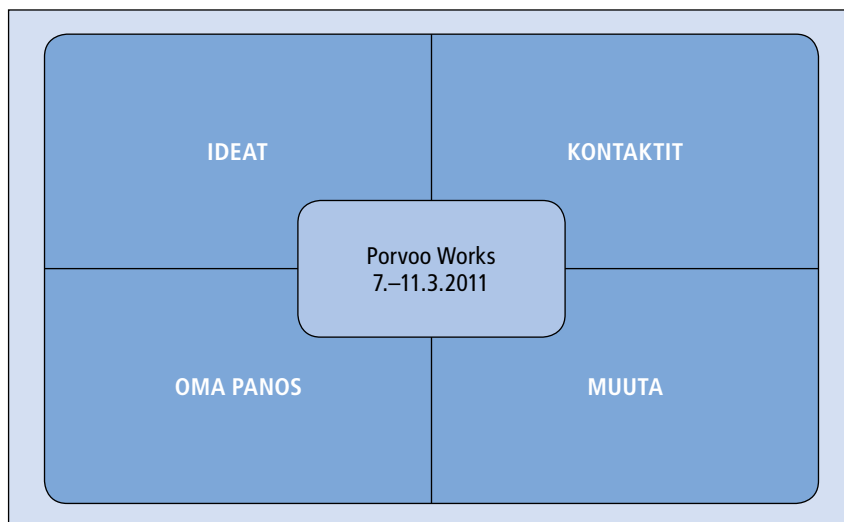 IDEAT
KONTAKTIT
Porvoo Works
7.–11.3.2011
OMA PANOS
MUUTA